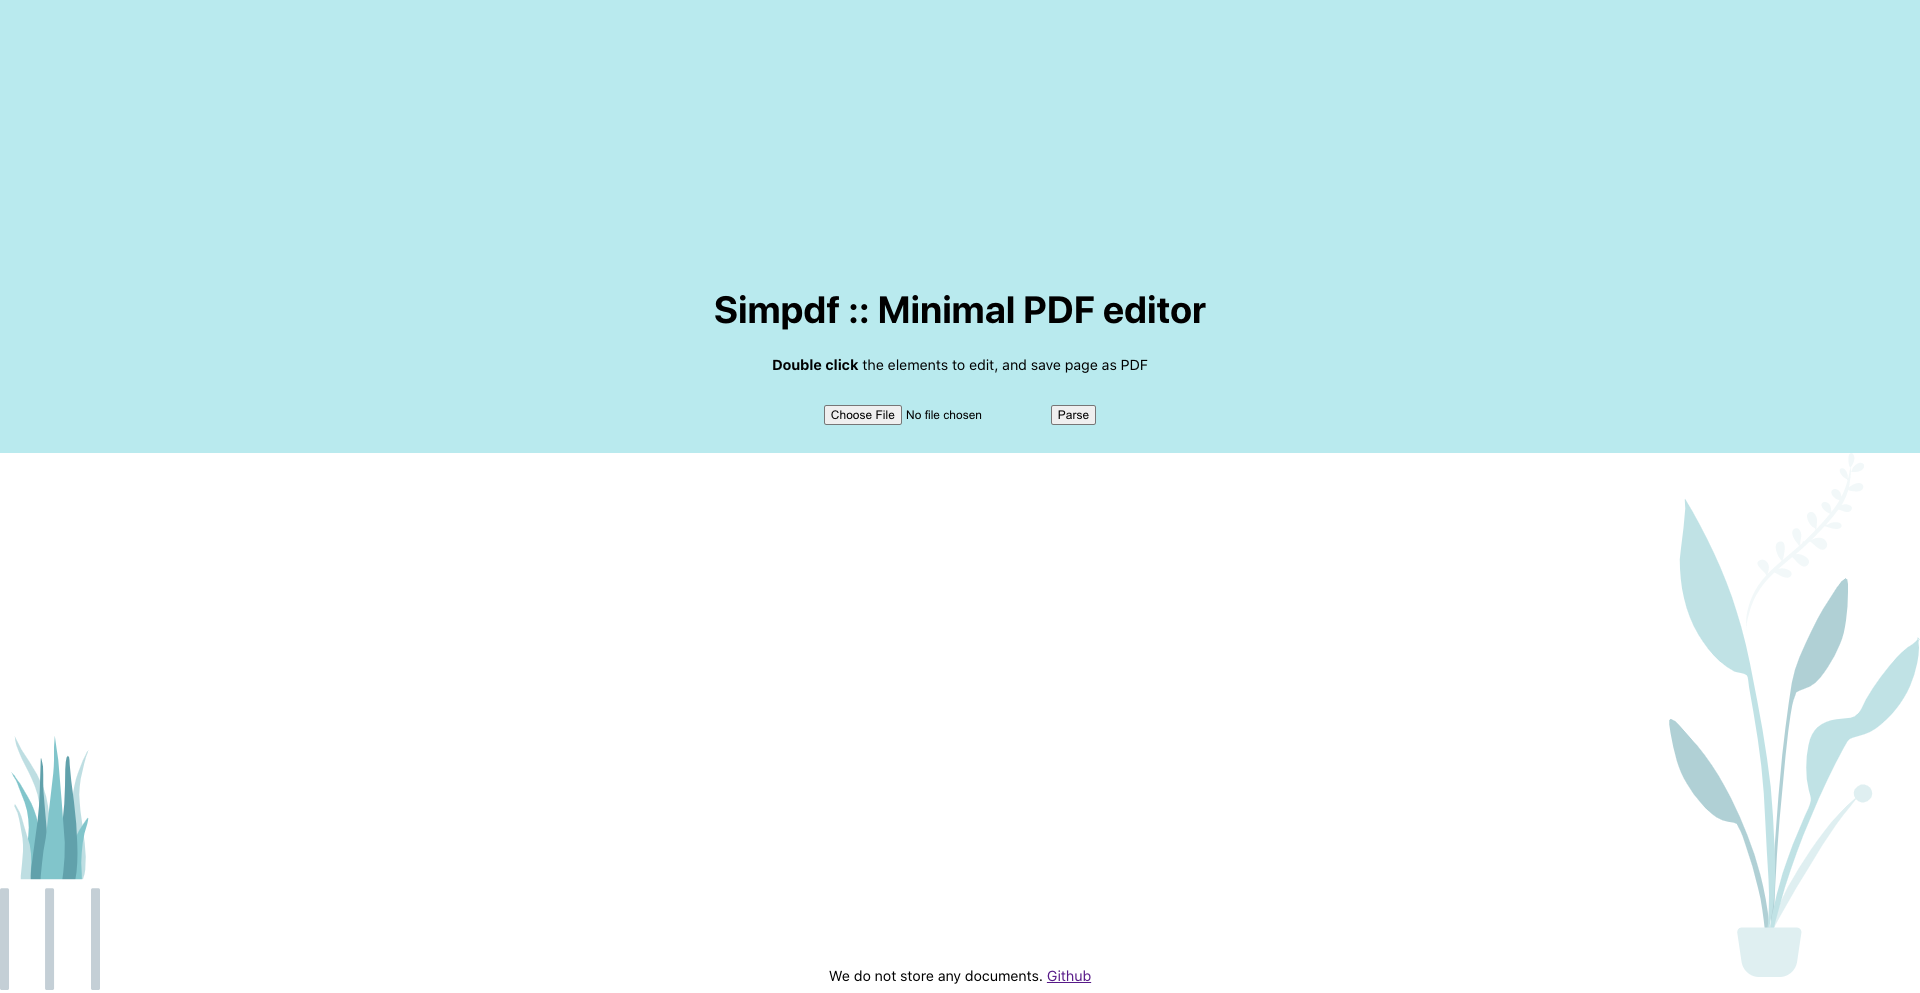 Simpdf :: Minimal PDF editor
Double click the elements to edit, and save page as PDF
Choose File No file chosen Parse
We do not store any documents. Github